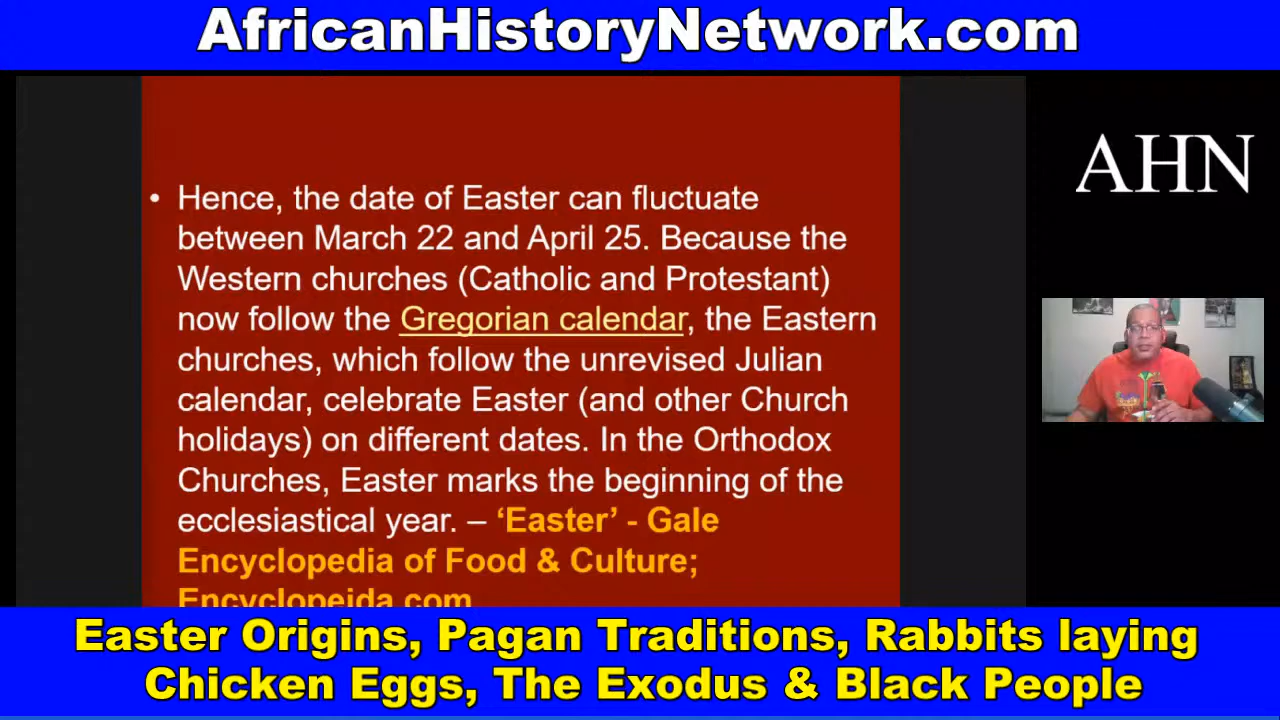 AfricanHistoryNetwork.com
AHN
• Hence, the date of Easter can fluctuate
between March 22 and April 25. Because the
Western churches (Catholic and Protestant)
now follow the Gregorian calendar, the Eastern
churches, which follow the unrevised Julian
calendar, celebrate Easter (and other Church
holidays) on different dates. In the Orthodox
Churches, Easter marks the beginning of the
ecclesiastical year. – ‘Easter’ - Gale
Encyclopedia of Food & Culture;
Encyclopeida.com
Easter Origins, Pagan Traditions, Rabbits laying
Chicken Eggs, The Exodus & Black People